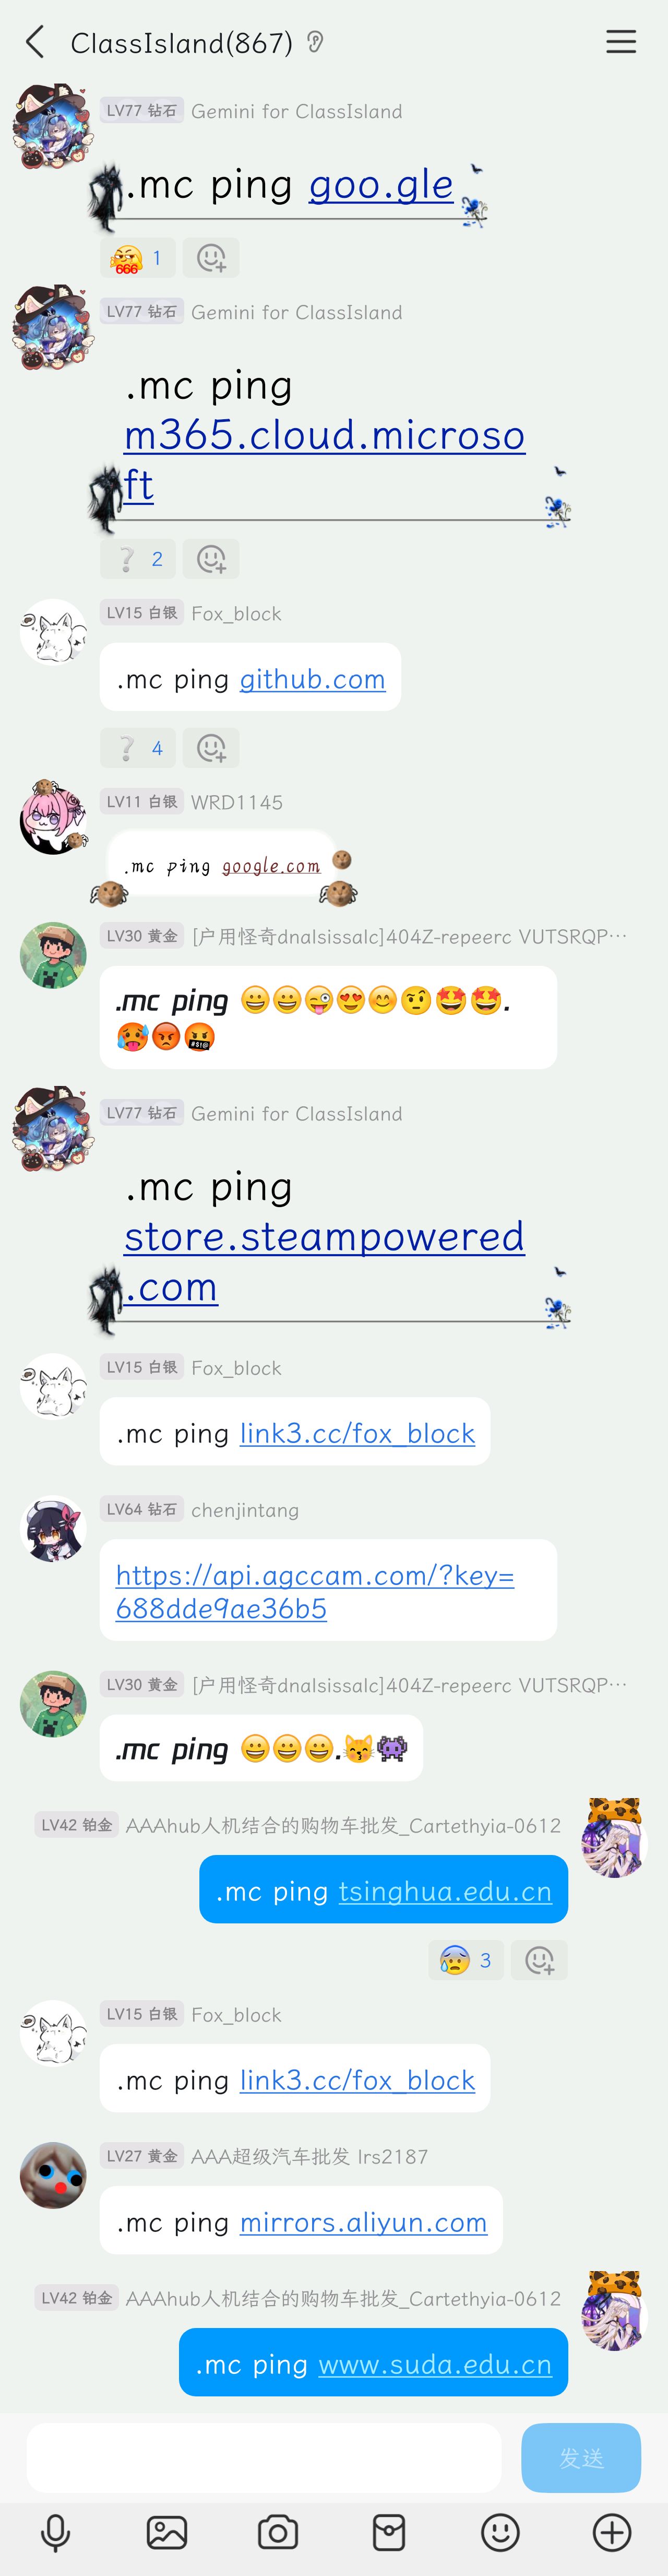 ClassIsland(867)
LV77 钻石 Gemini for ClassIsland
.mc ping goo.gle
666 1
LV77 钻石 Gemini for ClassIsland
.mc ping
m365.cloud.microso
ft
❔ 2
LV15 白银 Fox_block
.mc ping github.com
❔ 4
LV11 白银 WRD1145
.mc ping google.com
LV30 黄金 [户用怪奇dnalsissalc]404Z-repeerc VUTSRQP…
.mc ping 😀😀😜😍😊🤨🤩🤩.
🥵😡🤬
LV77 钻石 Gemini for ClassIsland
.mc ping
store.steampowered
.com
LV15 白银 Fox_block
.mc ping link3.cc/fox_block
LV64 钻石 chenjintang
https://api.agccam.com/?key=
688dde9ae36b5
LV30 黄金 [户用怪奇dnalsissalc]404Z-repeerc VUTSRQP…
.mc ping 😀😀😀.😽👾
LV42 铂金 AAAhub人机结合的购物车批发_Cartethyia-0612
.mc ping tsinghua.edu.cn
😰 3
LV15 白银 Fox_block
.mc ping link3.cc/fox_block
LV27 黄金 AAA超级汽车批发 lrs2187
.mc ping mirrors.aliyun.com
LV42 铂金 AAAhub人机结合的购物车批发_Cartethyia-0612
.mc ping www.suda.edu.cn
发送